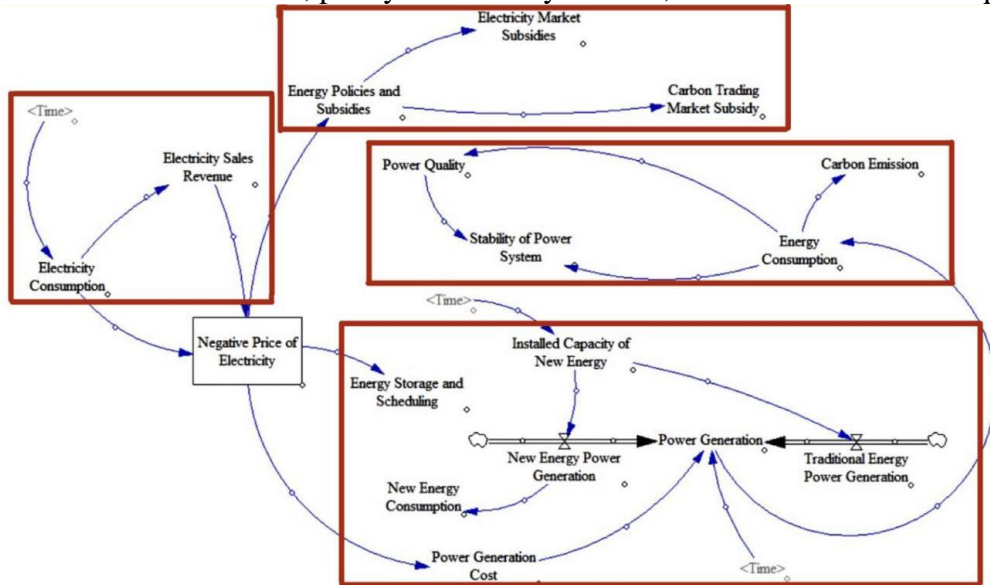 Electricity Market
Subsidies
Energy Policies and
Subsidies
Carbon Trading
Market Subsidy
<Time>
Electricity Sales
Revenue
Electricity
Consumption
Power Quality
Carbon Emission
Stability of Power
System
Energy
Consumption
<Time>
Negative Price of
Electricity
Installed Capacity of
New Energy
Energy Storage and
Scheduling
Power Generation
New Energy Power
Generation
Traditional Energy
Power Generation
New Energy
Consumption
Power Generation
Cost
<Time>